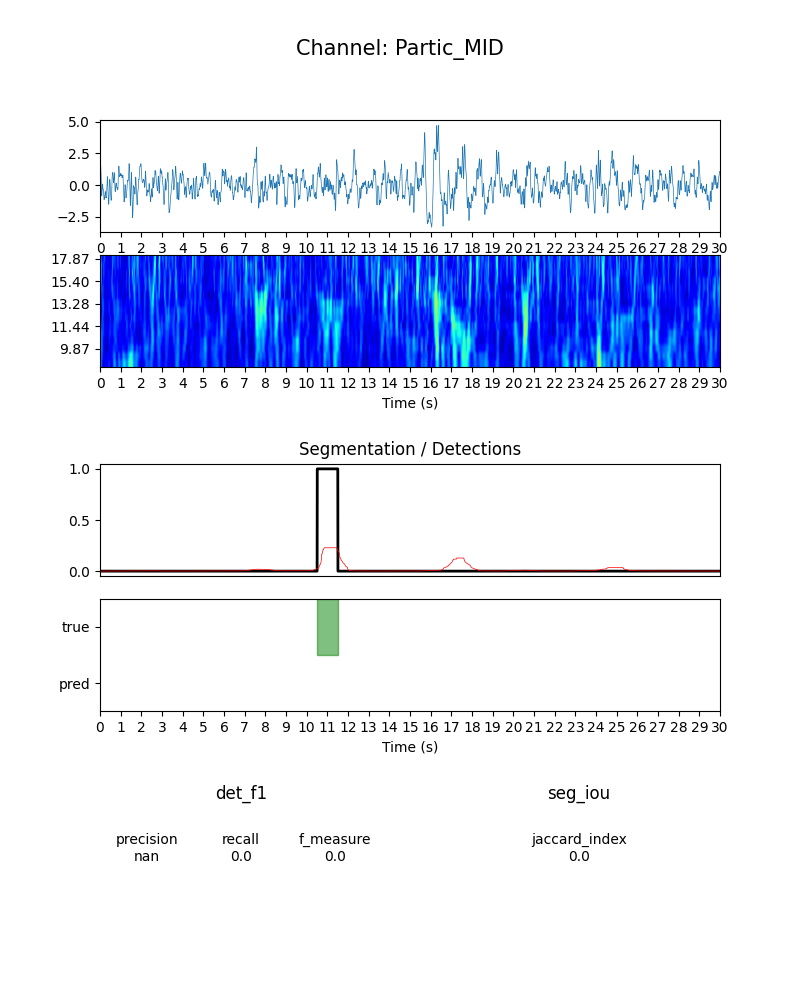 Channel: Partic_MID
5.0
2.5
0.0
−2.5
0 1 2 3 4 5 6 7 8 9 10 11 12 13 14 15 16 17 18 19 20 21 22 23 24 25 26 27 28 29 30
17.87
15.40
13.28
11.44
9.87
0 1 2 3 4 5 6 7 8 9 10 11 12 13 14 15 16 17 18 19 20 21 22 23 24 25 26 27 28 29 30
Time (s)
Segmentation / Detections
1.0
0.5
0.0
true
pred
0 1 2 3 4 5 6 7 8 9 10 11 12 13 14 15 16 17 18 19 20 21 22 23 24 25 26 27 28 29 30
Time (s)
det_f1 seg_iou
precision recall f_measure jaccard_index
nan 0.0 0.0 0.0